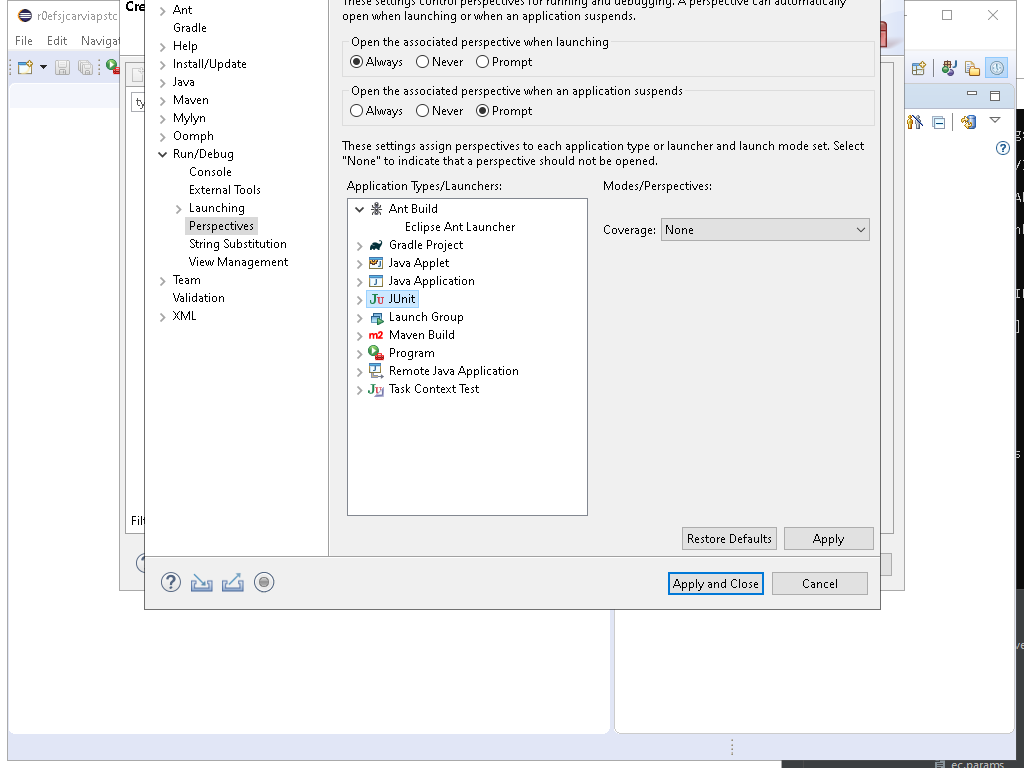 r0efsjcarviapstc
Cre
File Edit Navigat
Ant
Gradle
Help
Install/Update
Java
Maven
Mylyn
Oomph
Run/Debug
Console
External Tools
Launching
Perspectives
String Substitution
View Management
Team
Validation
XML
ty
Filt
These settings control perspectives for running and debugging. A perspective can automatically
open when launching or when an application suspends.
Open the associated perspective when launching
Always Never Prompt
Open the associated perspective when an application suspends
Always Never Prompt
These settings assign perspectives to each application type or launcher and launch mode set. Select
"None" to indicate that a perspective should not be opened.
Application Types/Launchers:
Modes/Perspectives:
Ant Build
Eclipse Ant Launcher
Gradle Project
Java Applet
Java Application
JUnit
Launch Group
Maven Build
Program
Remote Java Application
Task Context Test
Coverage: None
Restore Defaults Apply
Apply and Close Cancel
ec.params